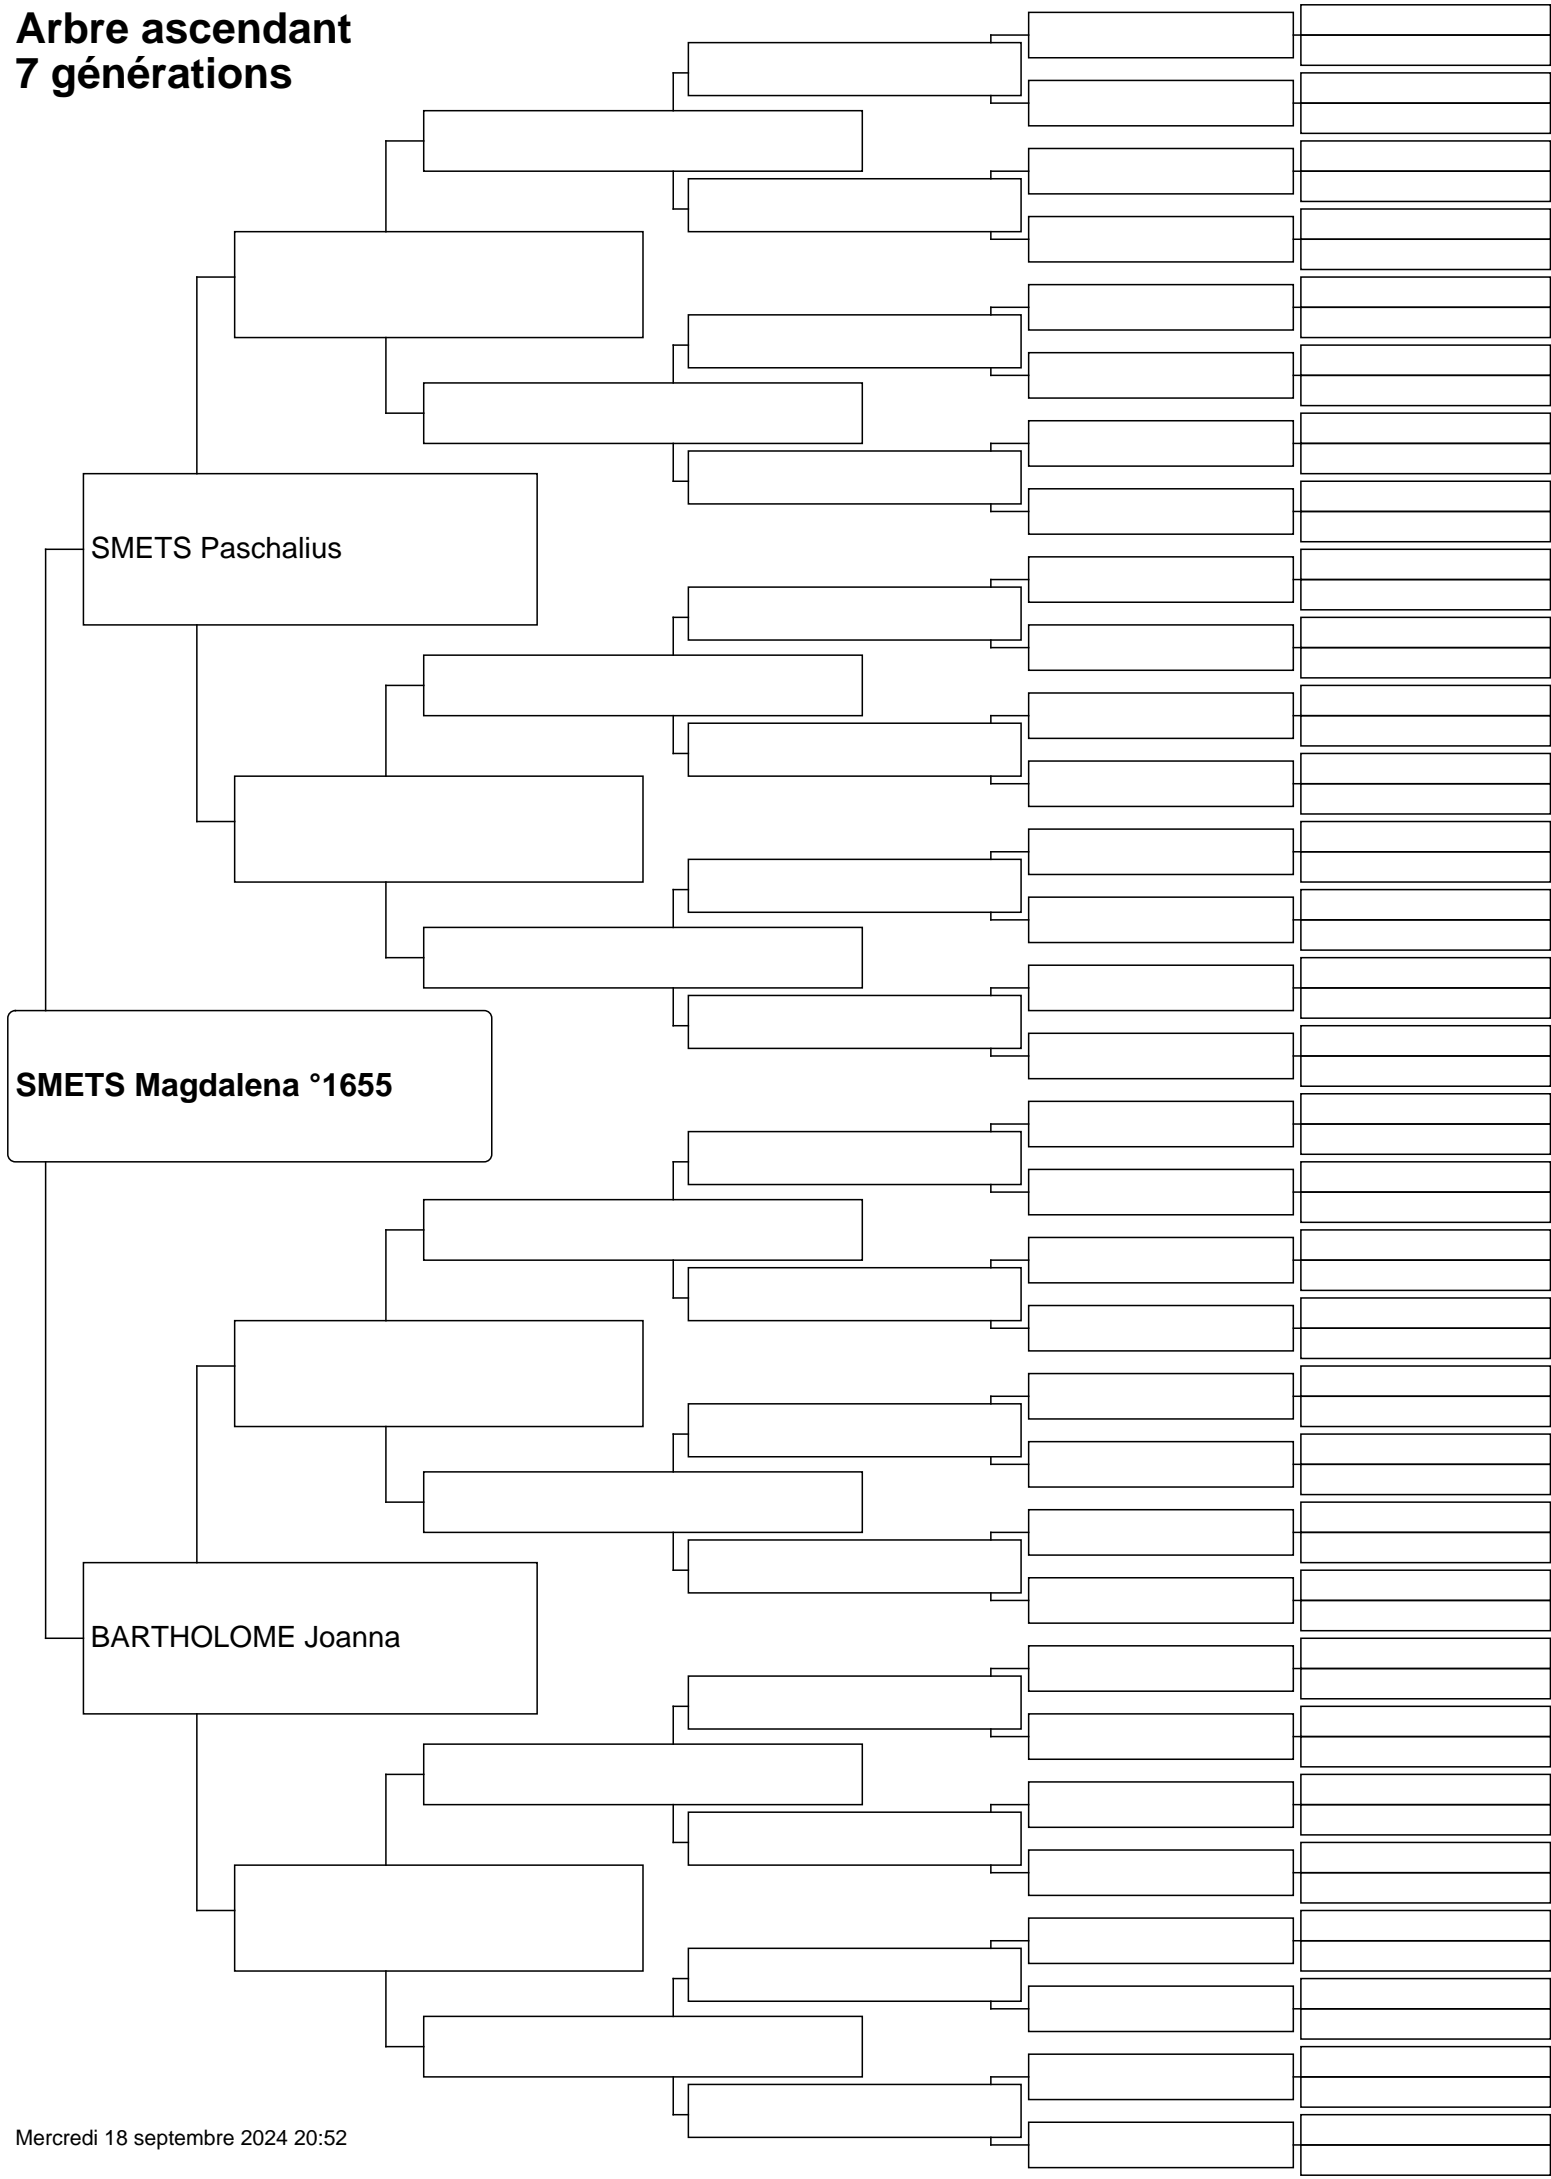 Arbre ascendant
7 générations
SMETS Paschalius
SMETS Magdalena °1655
BARTHOLOME Joanna
Mercredi 18 septembre 2024 20:52